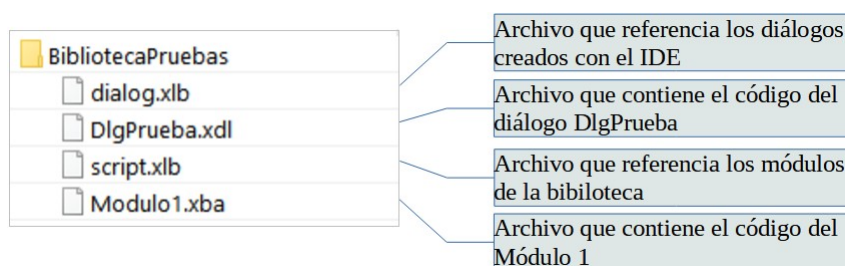 BibliotecaPruebas
dialog.xlb
DlgPrueba.xdl
script.xlb
Modulo1.xba
Archivo que referencia los diálogos
creados con el IDE
Archivo que contiene el código del
diálogo DlgPrueba
Archivo que referencia los módulos
de la bibiloteca
Archivo que contiene el código del
Módulo 1